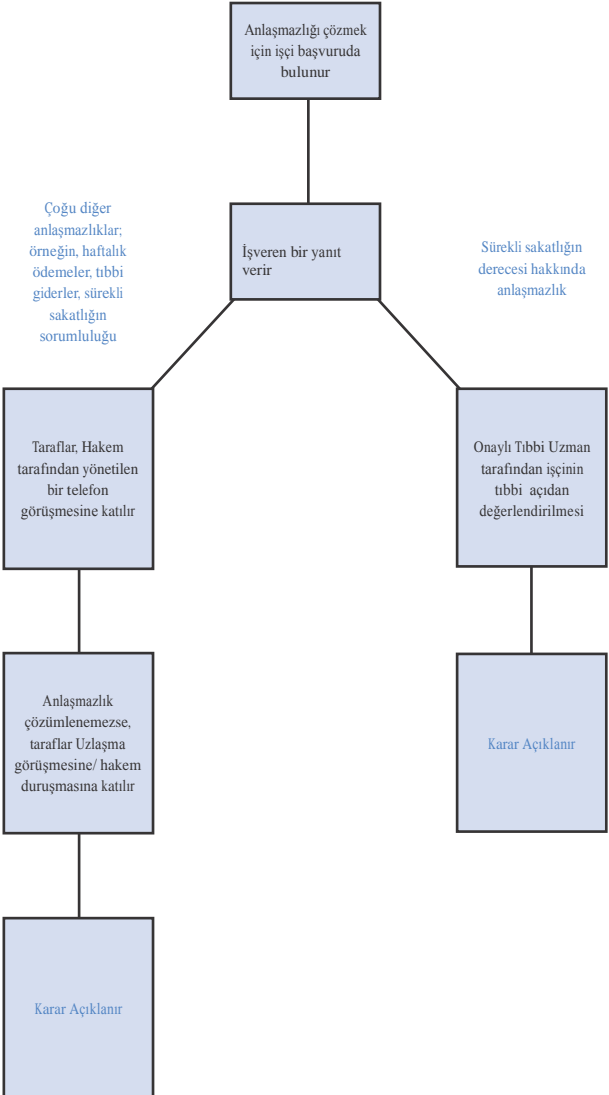 Anlaşmazlığı çözmek
için işçi başvuruda
bulunur
Çoğu diğer
anlaşmazlıklar;
örneğin, haftalık
ödemeler, tıbbi
giderler, sürekli
sakatlığın
sorumluluğu
İşveren bir yanıt
verir
Sürekli sakatlığın
derecesi hakkında
anlaşmazlık
Taraflar, Hakem
tarafından yönetilen
bir telefon
görüşmesine katılır
Onaylı Tıbbi Uzman
tarafından işçinin
tıbbi açıdan
değerlendirilmesi
Anlaşmazlık
çözümlenemezse,
taraflar Uzlaşma
görüşmesine/ hakem
duruşmasına katılır
Karar Açıklanır
Karar Açıklanır